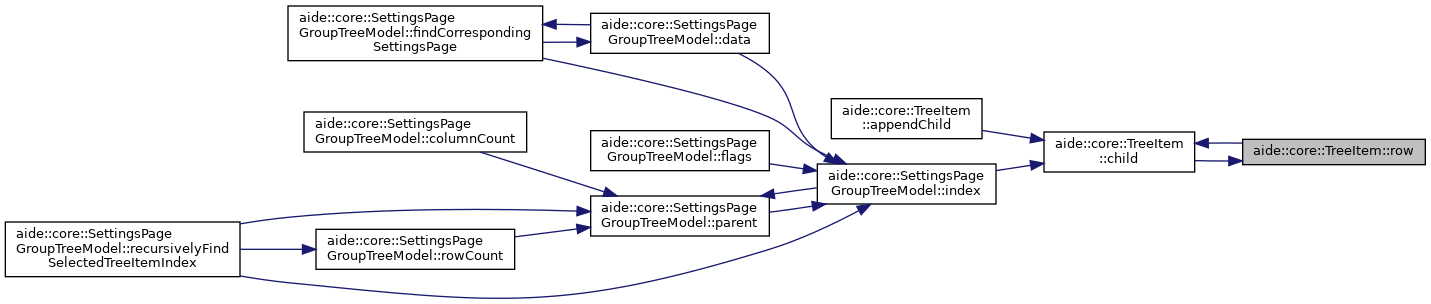 aide::core::SettingsPage
GroupTreeModel::findCorresponding
SettingsPage
aide::core::SettingsPage
GroupTreeModel::data
aide::core::SettingsPage
GroupTreeModel::columnCount
aide::core::SettingsPage
GroupTreeModel::flags
aide::core::TreeItem
::appendChild
aide::core::TreeItem
::child
aide::core::TreeItem::row
aide::core::SettingsPage
GroupTreeModel::index
aide::core::SettingsPage
GroupTreeModel::parent
aide::core::SettingsPage
GroupTreeModel::recursivelyFind
SelectedTreeItemIndex
aide::core::SettingsPage
GroupTreeModel::rowCount